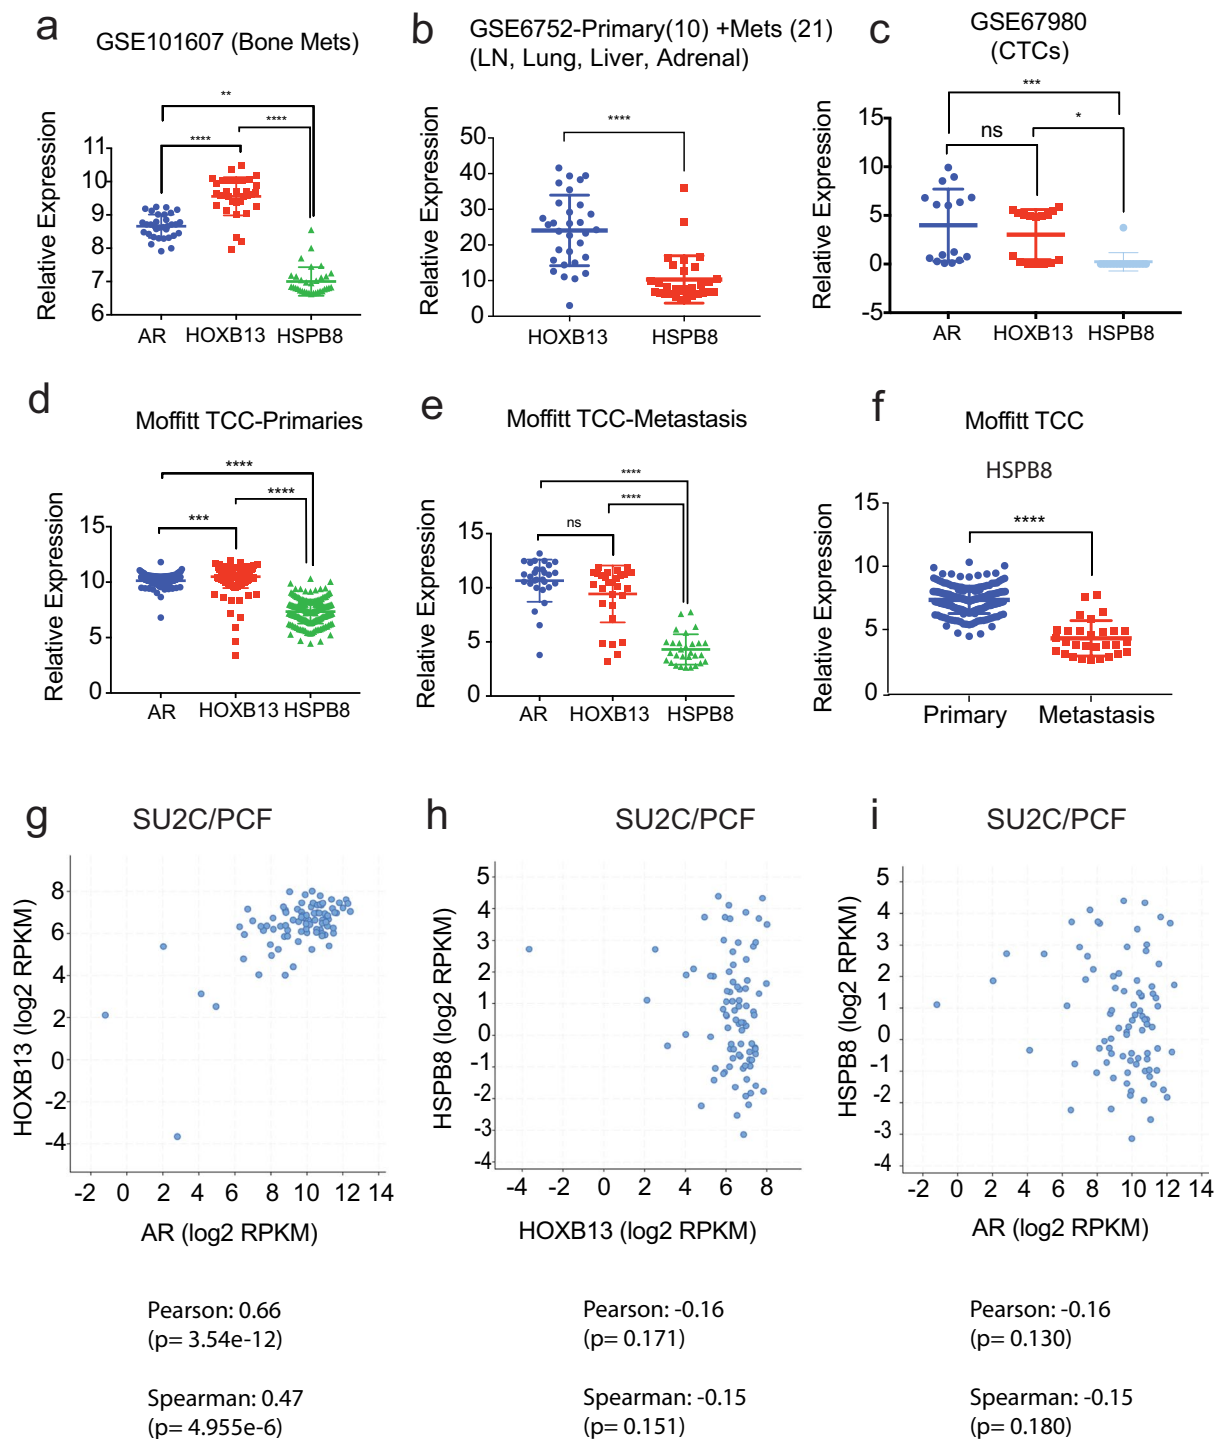 a
GSE101607 (Bone Mets)
Relative Expression
**
****
****
11
10
9
8
7
6
AR
HOXB13
HSPB8
b
GSE6752-Primary(10) +Mets (21)
(LN, Lung, Liver, Adrenal)
Relative Expression
****
50
40
30
20
10
0
HOXB13
HSPB8
c
GSE67980
(CTCs)
Relative Expression
***
ns
*
15
10
5
0
-5
AR
HOXB13
HSPB8
d
Moffitt TCC-Primaries
Relative Expression
****
****
***
15
10
5
0
AR
HOXB13
HSPB8
e
Moffitt TCC-Metastasis
Relative Expression
****
****
ns
15
10
5
0
AR
HOXB13
HSPB8
f
Moffitt TCC
HSPB8
Relative Expression
****
15
10
5
0
Primary
Metastasis
g
SU2C/PCF
HOXB13 (log2 RPKM)
8
6
4
2
0
-2
-4
-2 0 2 4 6 8 10 12 14
AR (log2 RPKM)
Pearson: 0.66
(p= 3.54e-12)
Spearman: 0.47
(p= 4.955e-6)
h
SU2C/PCF
HSPB8 (log2 RPKM)
5
4
3
2
1
0
-1
-2
-3
-4
-4 -2 0 2 4 6 8
HOXB13 (log2 RPKM)
Pearson: -0.16
(p= 0.171)
Spearman: -0.15
(p= 0.151)
i
SU2C/PCF
HSPB8 (log2 RPKM)
5
4
3
2
1
0
-1
-2
-3
-4
-2 0 2 4 6 8 10 12 14
AR (log2 RPKM)
Pearson: -0.16
(p= 0.130)
Spearman: -0.15
(p= 0.180)